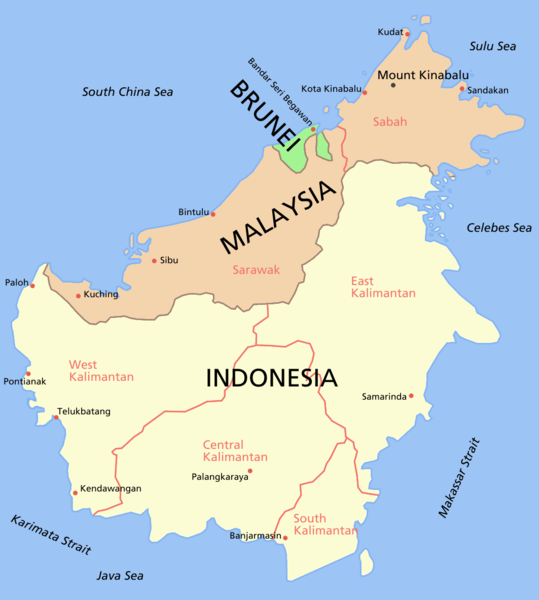 Kudat
Sulu Sea
Mount Kinabalu
South China Sea
Bandar Seri Begawan
Kota Kinabalu
Sandakan
BRUNEI
Sabah
MALAYSIA
Bintulu
Celebes Sea
Sibu
Sarawak
Paloh
Kuching
East
Kalimantan
West
Kalimantan
INDONESIA
Pontianak
Samarinda
Telukbatang
Central
Kalimantan
Palangkaraya
Makassar Strait
Kendawangan
South
Kalimantan
Karimata Strait
Banjarmasin
Java Sea